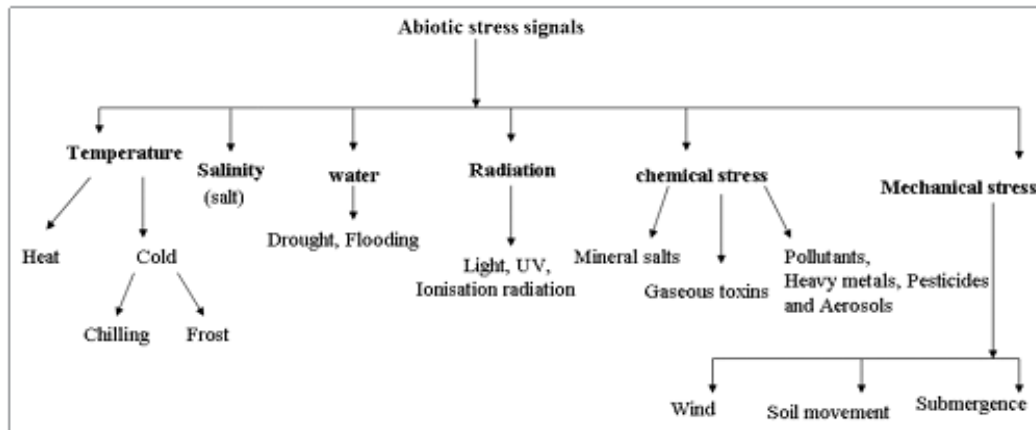 Abiotic stress signals
Temperature
Salinity
(salt)
water
Radiation
chemical stress
Mechanical stress
Heat
Cold
Chilling
Frost
Drought, Flooding
Light, UV,
Ionisation radiation
Mineral salts
Gaseous toxins
Pollutants,
Heavy metals, Pesticides
and Aerosols
Wind
Soil movement
Submergence